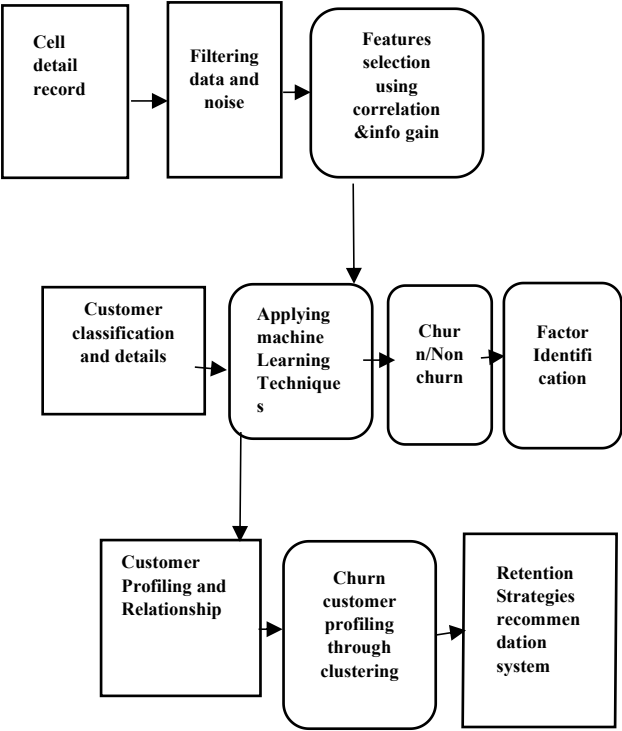 Cell
detail
record
Filtering
data and
noise
Features
selection
using
correlation
&info gain
Customer
classification
and details
Applying
machine
Learning
Technique
s
Chur
n/Non
churn
Factor
Identifi
cation
Customer
Profiling and
Relationship
Churn
customer
profiling
through
clustering
Retention
Strategies
recommen
dation
system